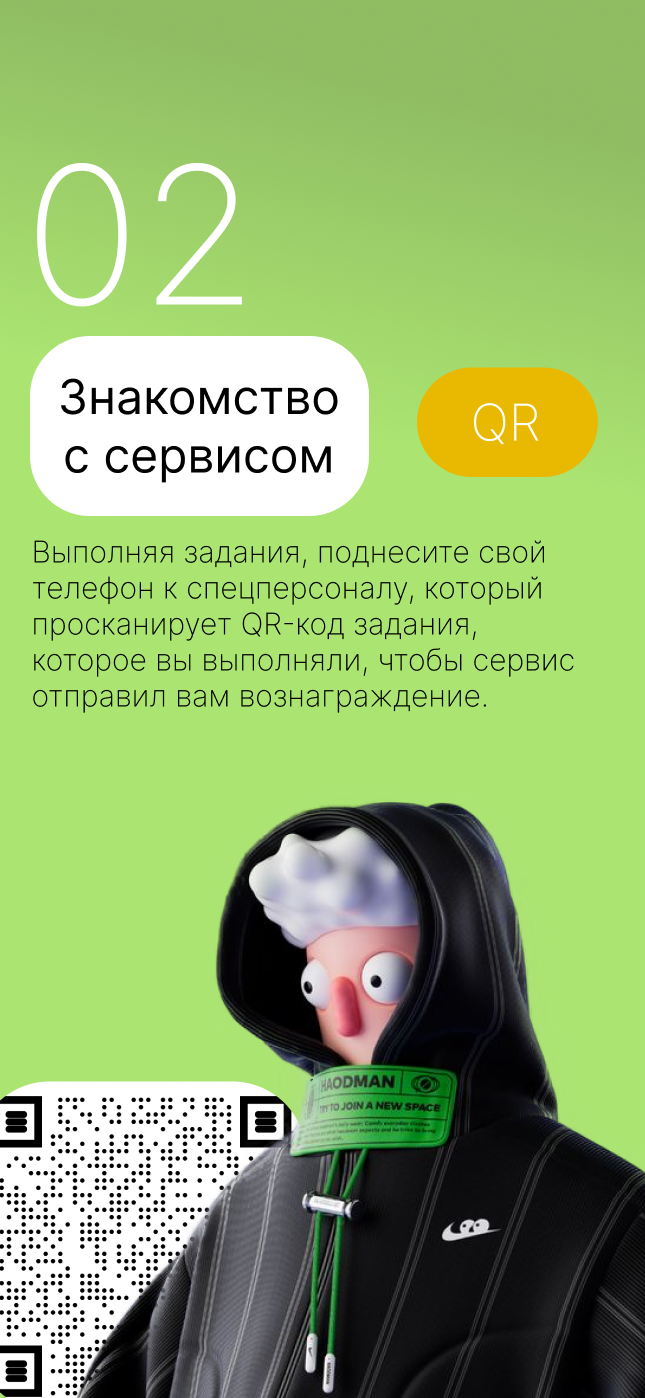 02
Знакомство
с сервисом
QR
Выполняя задания, поднесите свой
телефон к спецперсоналу, который
просканирует QR-код задания,
которое вы выполняли, чтобы сервис
отправил вам вознаграждение.
HAODMAN
TRY TO JOIN A NEW SPACE